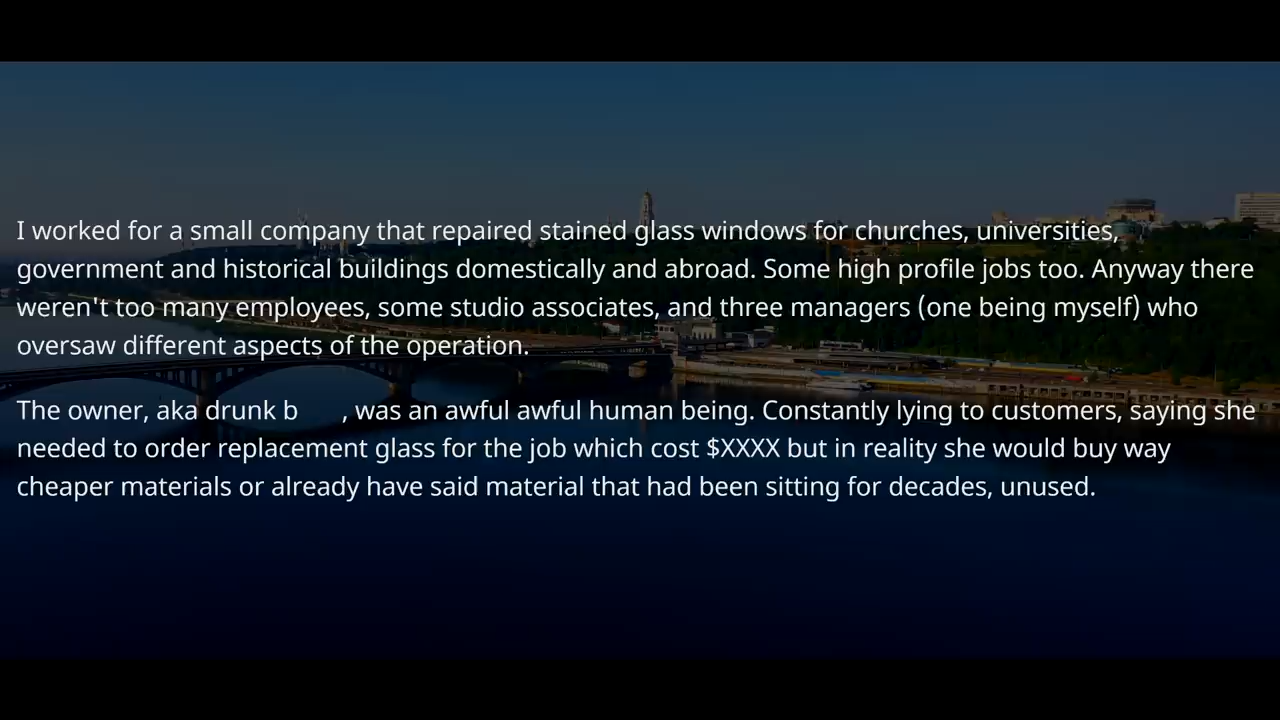 I worked for a small company that repaired stained glass windows for churches, universities,
government and historical buildings domestically and abroad. Some high profile jobs too. Anyway there
weren't too many employees, some studio associates, and three managers (one being myself) who
oversaw different aspects of the operation.
The owner, aka drunk b , was an awful awful human being. Constantly lying to customers, saying she
needed to order replacement glass for the job which cost $XXXX but in reality she would buy way
cheaper materials or already have said material that had been sitting for decades, unused.